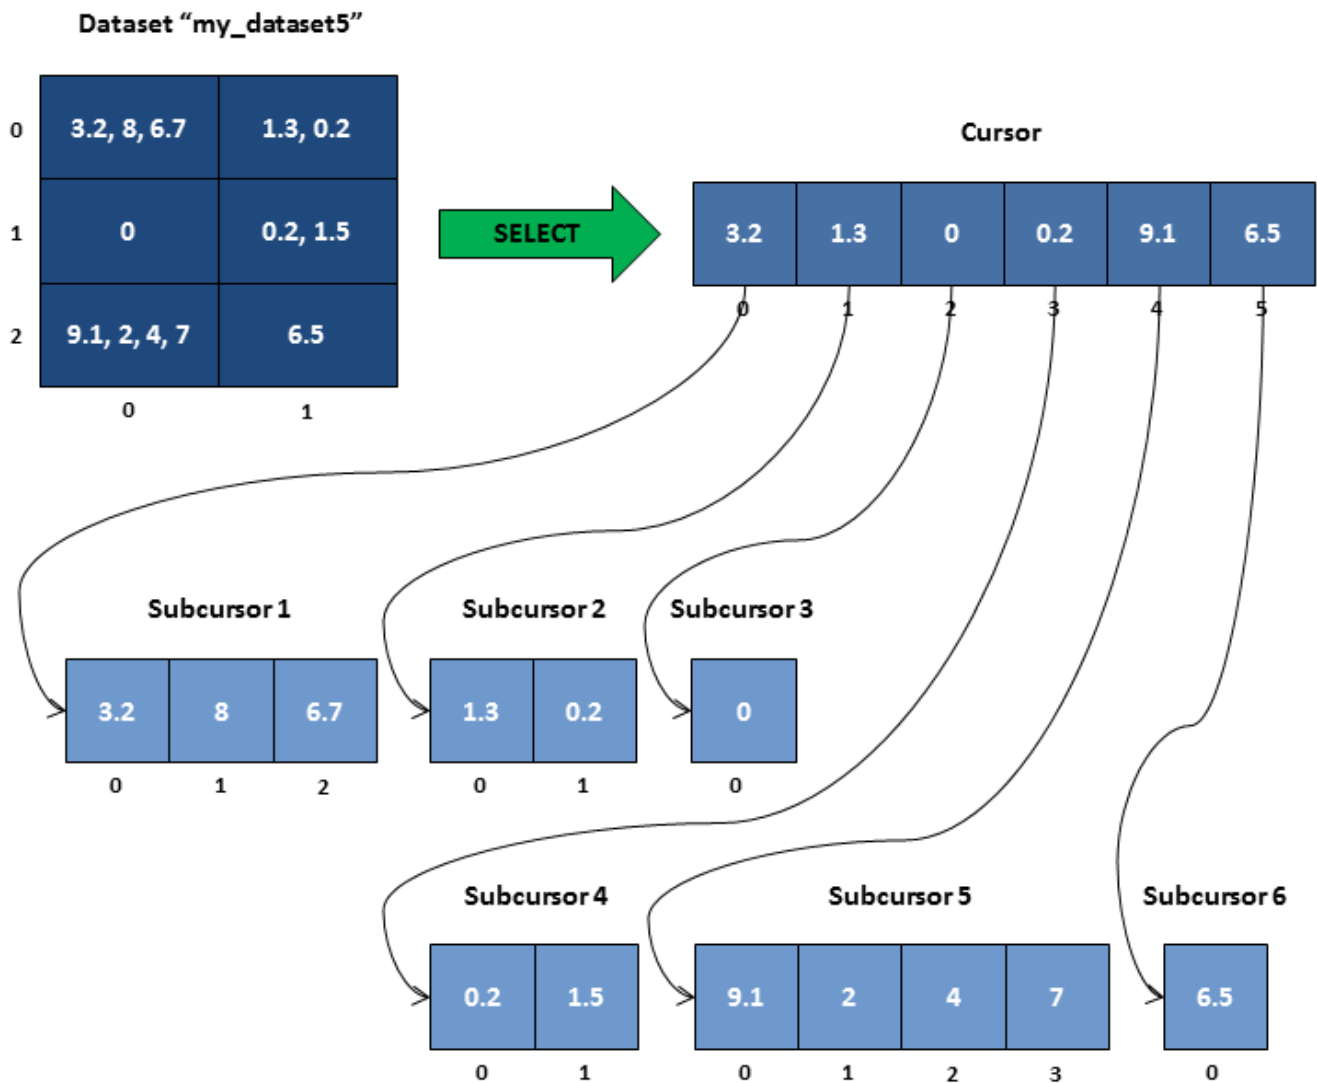 Dataset “my_dataset5”
0 3.2, 8, 6.7 1.3, 0.2
1 0 0.2, 1.5
2 9.1, 2, 4, 7 6.5
0 1
SELECT
Cursor
3.2 1.3 0 0.2 9.1 6.5
0 1 2 3 4 5
Subcursor 1
3.2 8 6.7
0 1 2
Subcursor 2
1.3 0.2
0 1
Subcursor 3
0
0
Subcursor 4
0.2 1.5
0 1
Subcursor 5
9.1 2 4 7
0 1 2 3
Subcursor 6
6.5
0